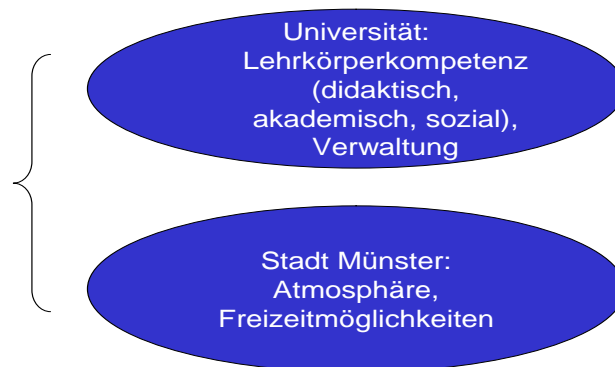 Universität:
Lehrkörperkompetenz
(didaktisch,
akademisch, sozial),
Verwaltung
Stadt Münster:
Atmosphäre,
Freizeitmöglichkeiten